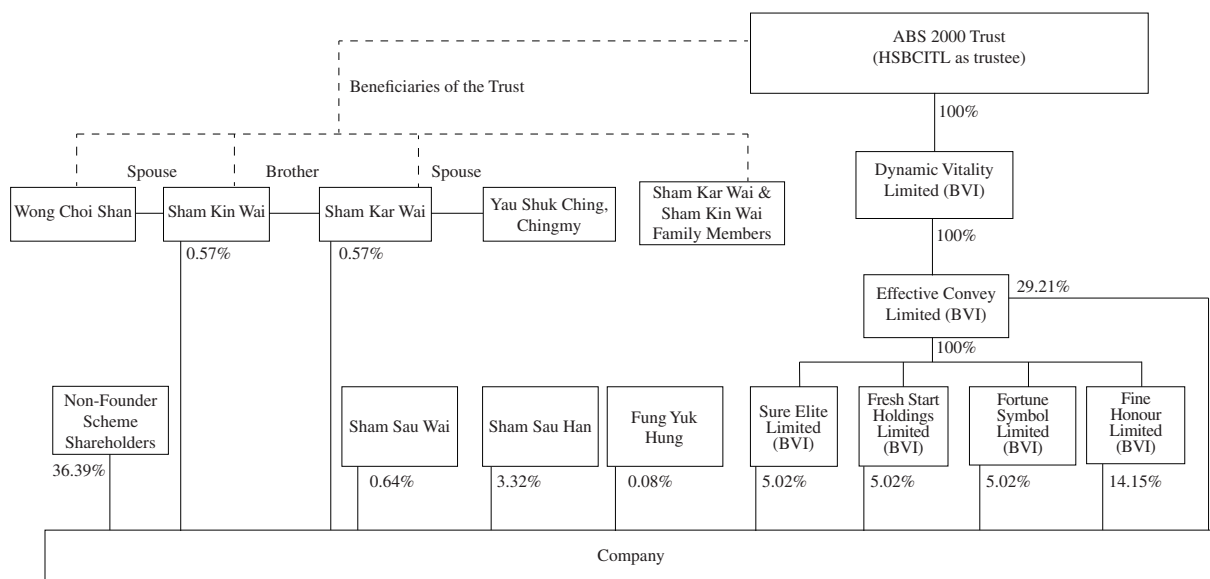 ABS 2000 Trust
(HSBCITL as trustee)
Beneficiaries of the Trust
100%
Dynamic Vitality
Limited (BVI)
Spouse
Brother
Spouse
Wong Choi Shan
Sham Kin Wai
Sham Kar Wai
Yau Shuk Ching,
Chingmy
Sham Kar Wai &
Sham Kin Wai
Family Members
0.57%
0.57%
100%
Effective Convey
Limited (BVI)
29.21%
100%
Non-Founder
Scheme
Shareholders
Sham Sau Wai
Sham Sau Han
Fung Yuk
Hung
Sure Elite
Limited
(BVI)
Fresh Start
Holdings
Limited
(BVI)
Fortune
Symbol
Limited
(BVI)
Fine
Honour
Limited
(BVI)
36.39%
0.64%
3.32%
0.08%
5.02%
5.02%
5.02%
14.15%
Company